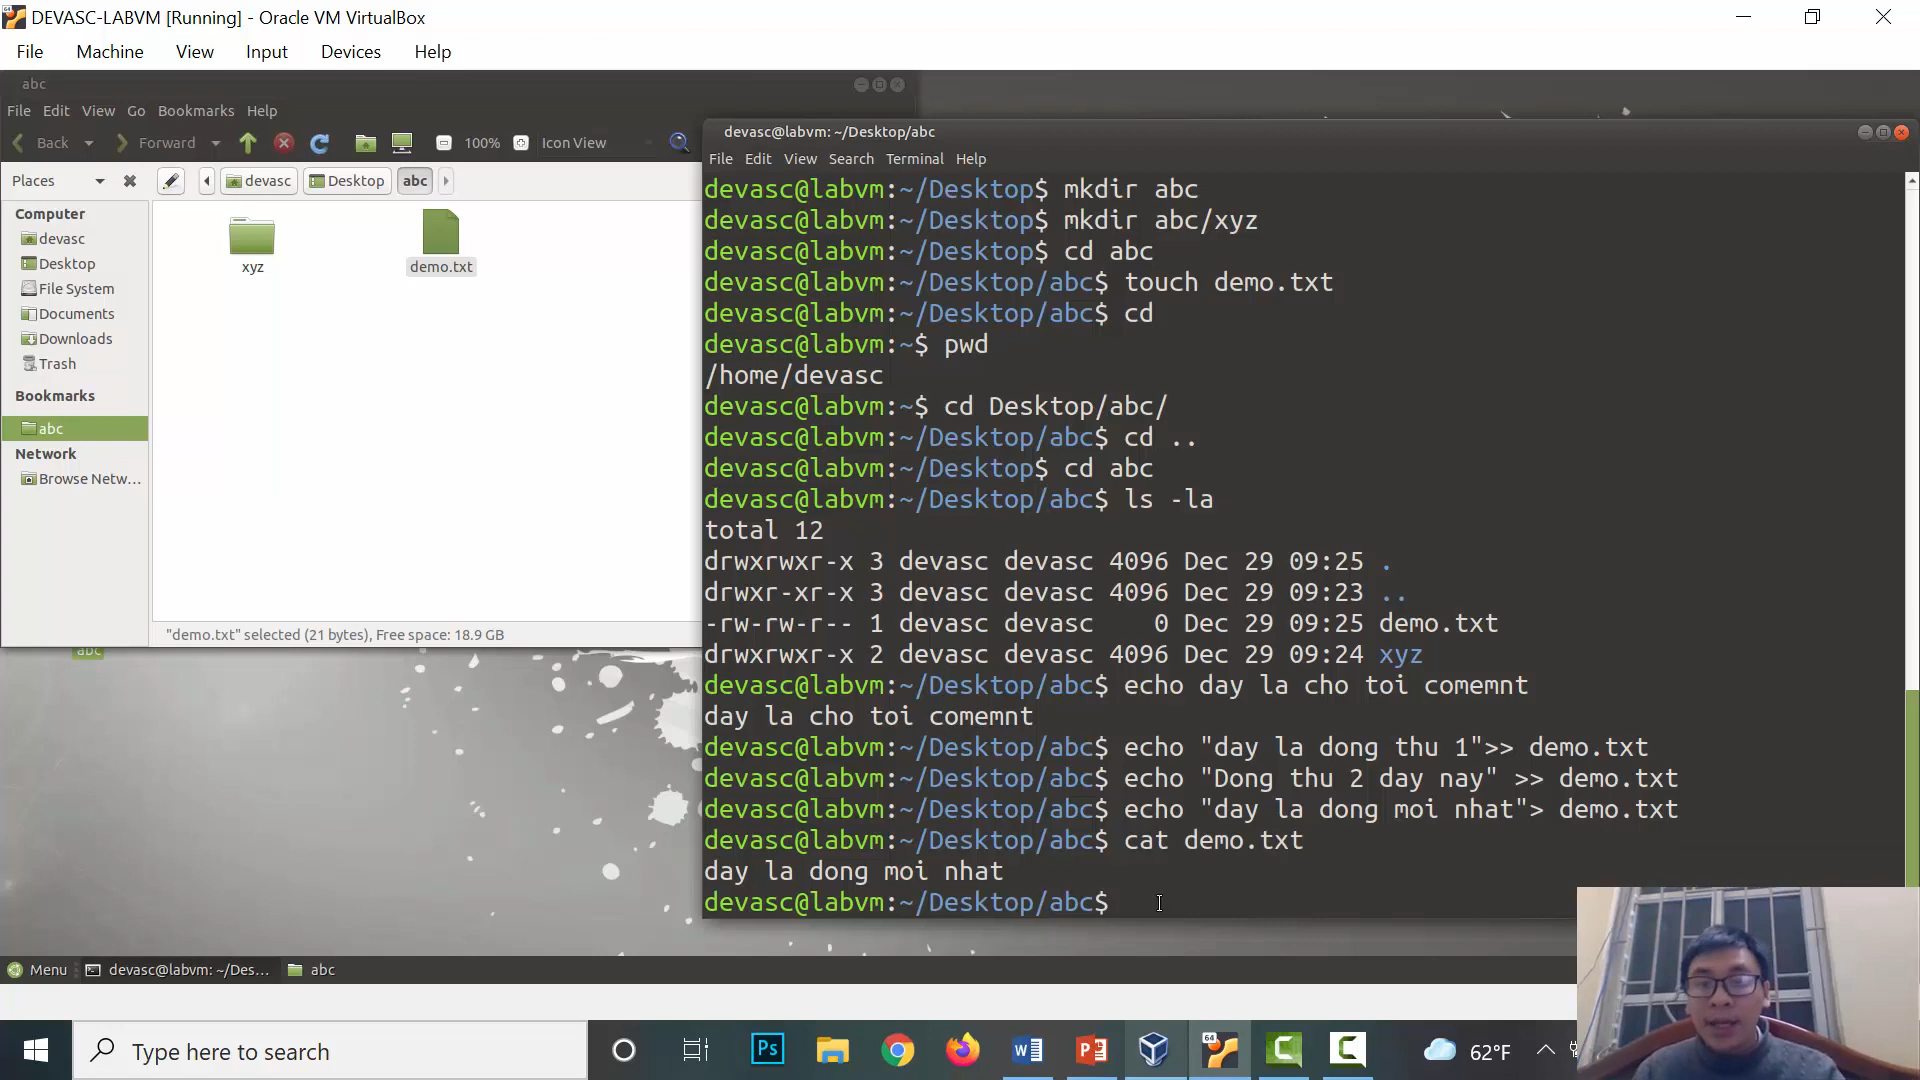 DEVASC-LABVM [Running] - Oracle VM VirtualBox
File Machine View Input Devices Help
abc
File Edit View Go Bookmarks Help
Back Forward 100% Icon View
Places devasc Desktop abc
Computer
devasc
Desktop
File System
Documents
Downloads
Trash
Bookmarks
abc
Network
Browse Netw...
xyz
demo.txt
"demo.txt" selected (21 bytes), Free space: 18.9 GB
abc
devasc@labvm: ~/Desktop/abc
File Edit View Search Terminal Help
devasc@labvm:~/Desktop$ mkdir abc
devasc@labvm:~/Desktop$ mkdir abc/xyz
devasc@labvm:~/Desktop$ cd abc
devasc@labvm:~/Desktop/abc$ touch demo.txt
devasc@labvm:~/Desktop/abc$ cd
devasc@labvm:~$ pwd
/home/devasc
devasc@labvm:~$ cd Desktop/abc/
devasc@labvm:~/Desktop/abc$ cd ..
devasc@labvm:~/Desktop$ cd abc
devasc@labvm:~/Desktop/abc$ ls -la
total 12
drwxrwxr-x 3 devasc devasc 4096 Dec 29 09:25 .
drwxr-xr-x 3 devasc devasc 4096 Dec 29 09:23 ..
-rw-rw-r-- 1 devasc devasc    0 Dec 29 09:25 demo.txt
drwxrwxr-x 2 devasc devasc 4096 Dec 29 09:24 xyz
devasc@labvm:~/Desktop/abc$ echo day la cho toi comemnt
day la cho toi comemnt
devasc@labvm:~/Desktop/abc$ echo "day la dong thu 1">> demo.txt
devasc@labvm:~/Desktop/abc$ echo "Dong thu 2 day nay" >> demo.txt
devasc@labvm:~/Desktop/abc$ echo "day la dong moi nhat"> demo.txt
devasc@labvm:~/Desktop/abc$ cat demo.txt
day la dong moi nhat
devasc@labvm:~/Desktop/abc$
Menu devasc@labvm: ~/Des... abc
Type here to search
Ps
64
62°F